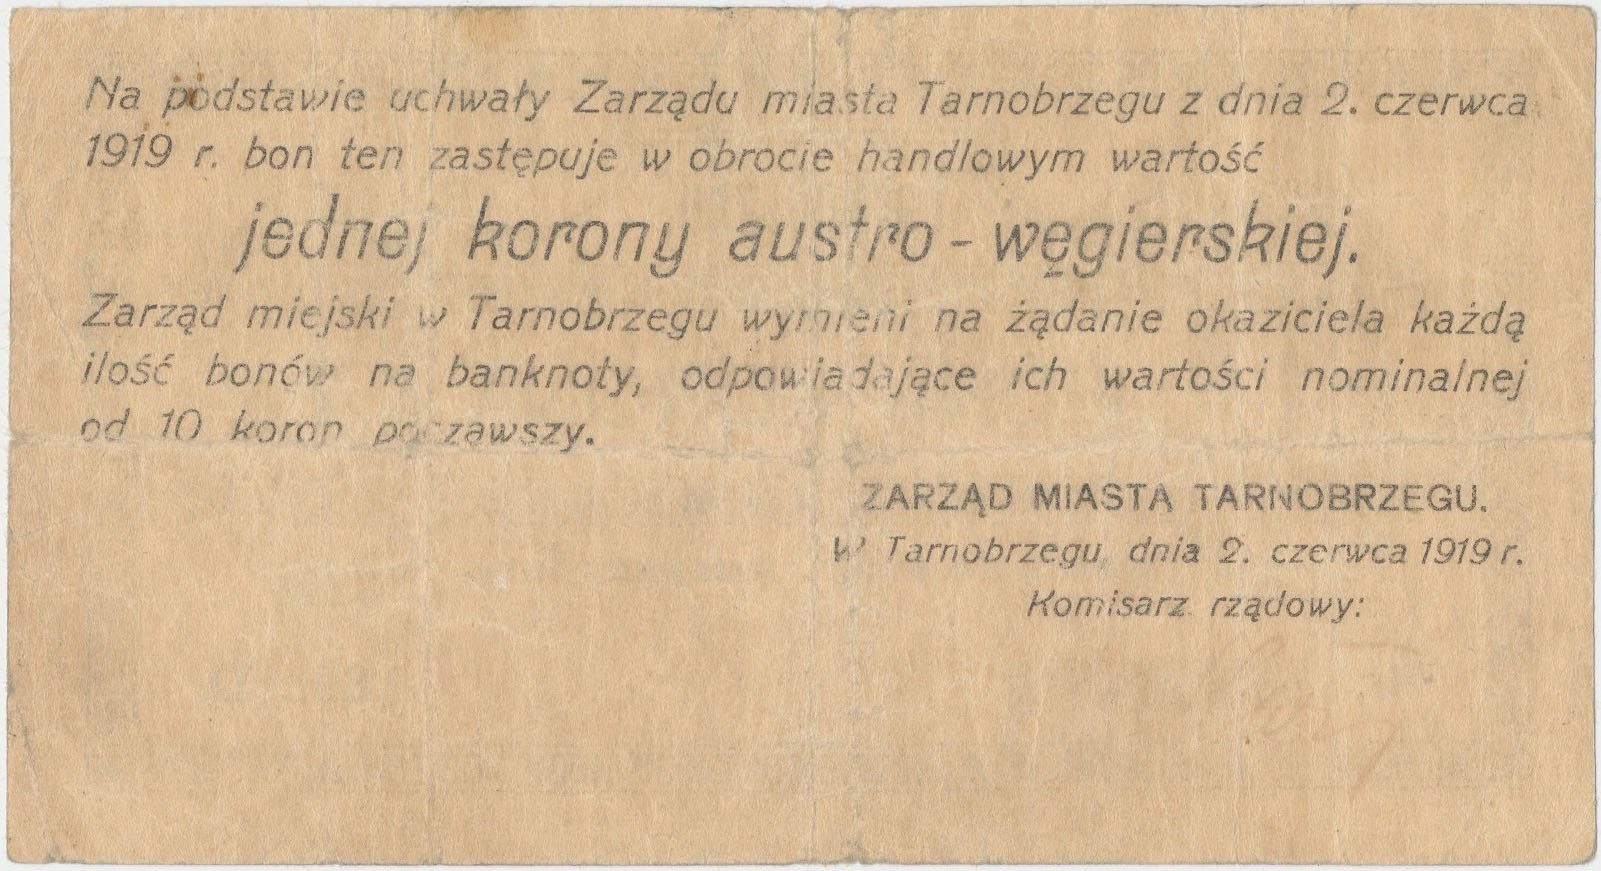 Na podstawie uchwały Zarządu miasta Tarnobrzegu z dnia 2. czerwca
1919 r. bon ten zastępuje w obrocie handlowym wartość
jednej korony austro-węgierskiej.
Zarząd miejski w Tarnobrzegu wymieni na żądanie okaziciela każdą
ilość bonów na banknoty, odpowiadające ich wartości nominalnej
od 10 koron począwszy.
ZARZĄD MIASTA TARNOBRZEGU.
W Tarnobrzegu, dnia 2. czerwca 1919 r.
Komisarz rządowy: